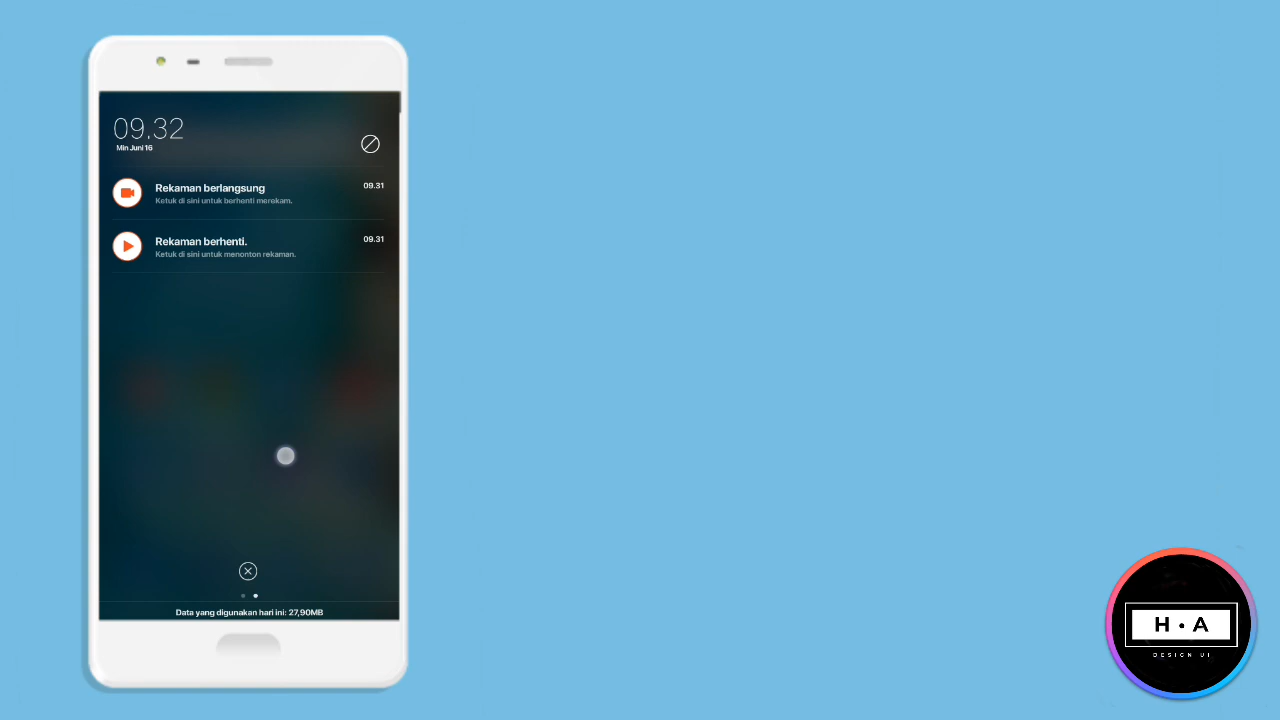 09.32
Min Juni 16
Rekaman berlangsung
09.31
Ketuk di sini untuk berhenti merekam.
Rekaman berhenti.
09.31
Ketuk di sini untuk menonton rekaman.
Data yang digunakan hari ini: 27,90MB
H • A
DESIGN UI